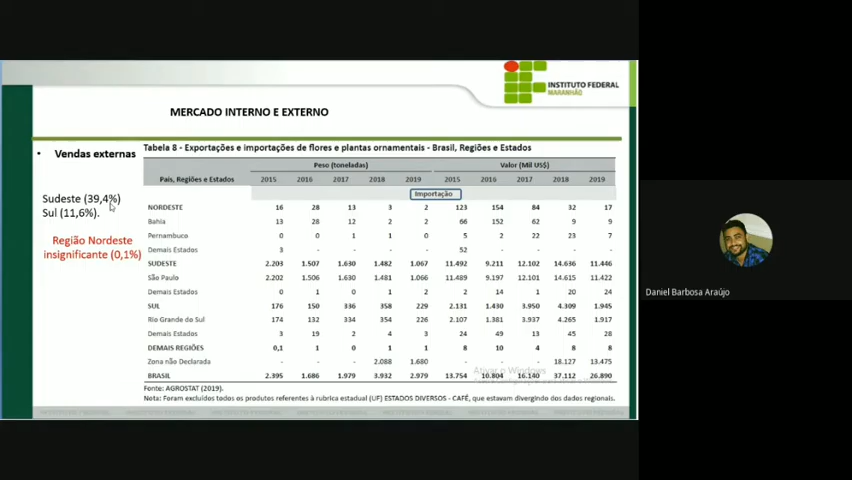 INSTITUTO FEDERAL
MARANHÃO
MERCADO INTERNO E EXTERNO
• Vendas externas
Sudeste (39,4%)
Sul (11,6%).
Região Nordeste
insignificante (0,1%)
Tabela 8 - Exportações e importações de flores e plantas ornamentais - Brasil, Regiões e Estados
Peso (toneladas) Valor (Mil US$)
País, Regiões e Estados 2015 2016 2017 2018 2019 2015 2016 2017 2018 2019
Importação
NORDESTE 16 28 13 3 2 123 154 84 32 17
Bahia 13 28 12 2 2 66 152 62 9 9
Pernambuco 0 0 1 1 0 5 2 22 23 7
Demais Estados 3 - - - - 52 - - - -
SUDESTE 2.203 1.507 1.630 1.482 1.067 11.492 9.211 12.102 14.636 11.446
São Paulo 2.202 1.506 1.630 1.481 1.066 11.489 9.197 12.101 14.615 11.422
Demais Estados 0 1 0 1 2 2 14 1 20 24
SUL 176 150 336 358 229 2.131 1.430 3.950 4.309 1.945
Rio Grande do Sul 174 132 334 354 226 2.107 1.381 3.937 4.265 1.917
Demais Estados 3 19 2 4 3 24 49 13 45 28
DEMAIS REGIÕES 0,1 1 0 1 1 8 10 4 8 8
Zona não Declarada - - - 2.088 1.680 - - - 18.127 13.475
BRASIL 2.395 1.686 1.979 3.932 2.979 13.754 10.804 16.140 37.112 26.890
Ativar o Windows
Fonte: AGROSTAT (2019).
Nota: Foram excluídos todos os produtos referentes à rubrica estadual (UF) ESTADOS DIVERSOS - CAFÉ, que estavam divergindo dos dados regionais.
Daniel Barbosa Araújo